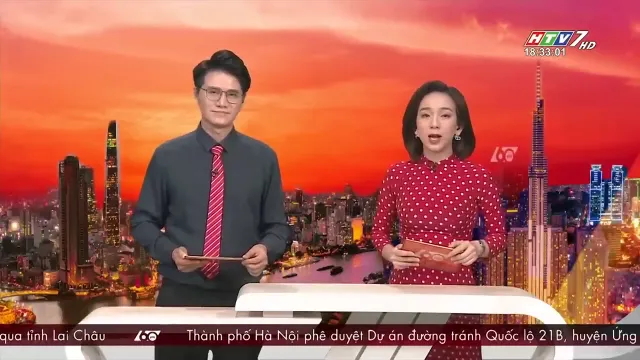 HTV7 HD
18:33:01
60
qua tỉnh Lai Châu 60 Thành phố Hà Nội phê duyệt Dự án đường tránh Quốc lộ 21B, huyện Ứng